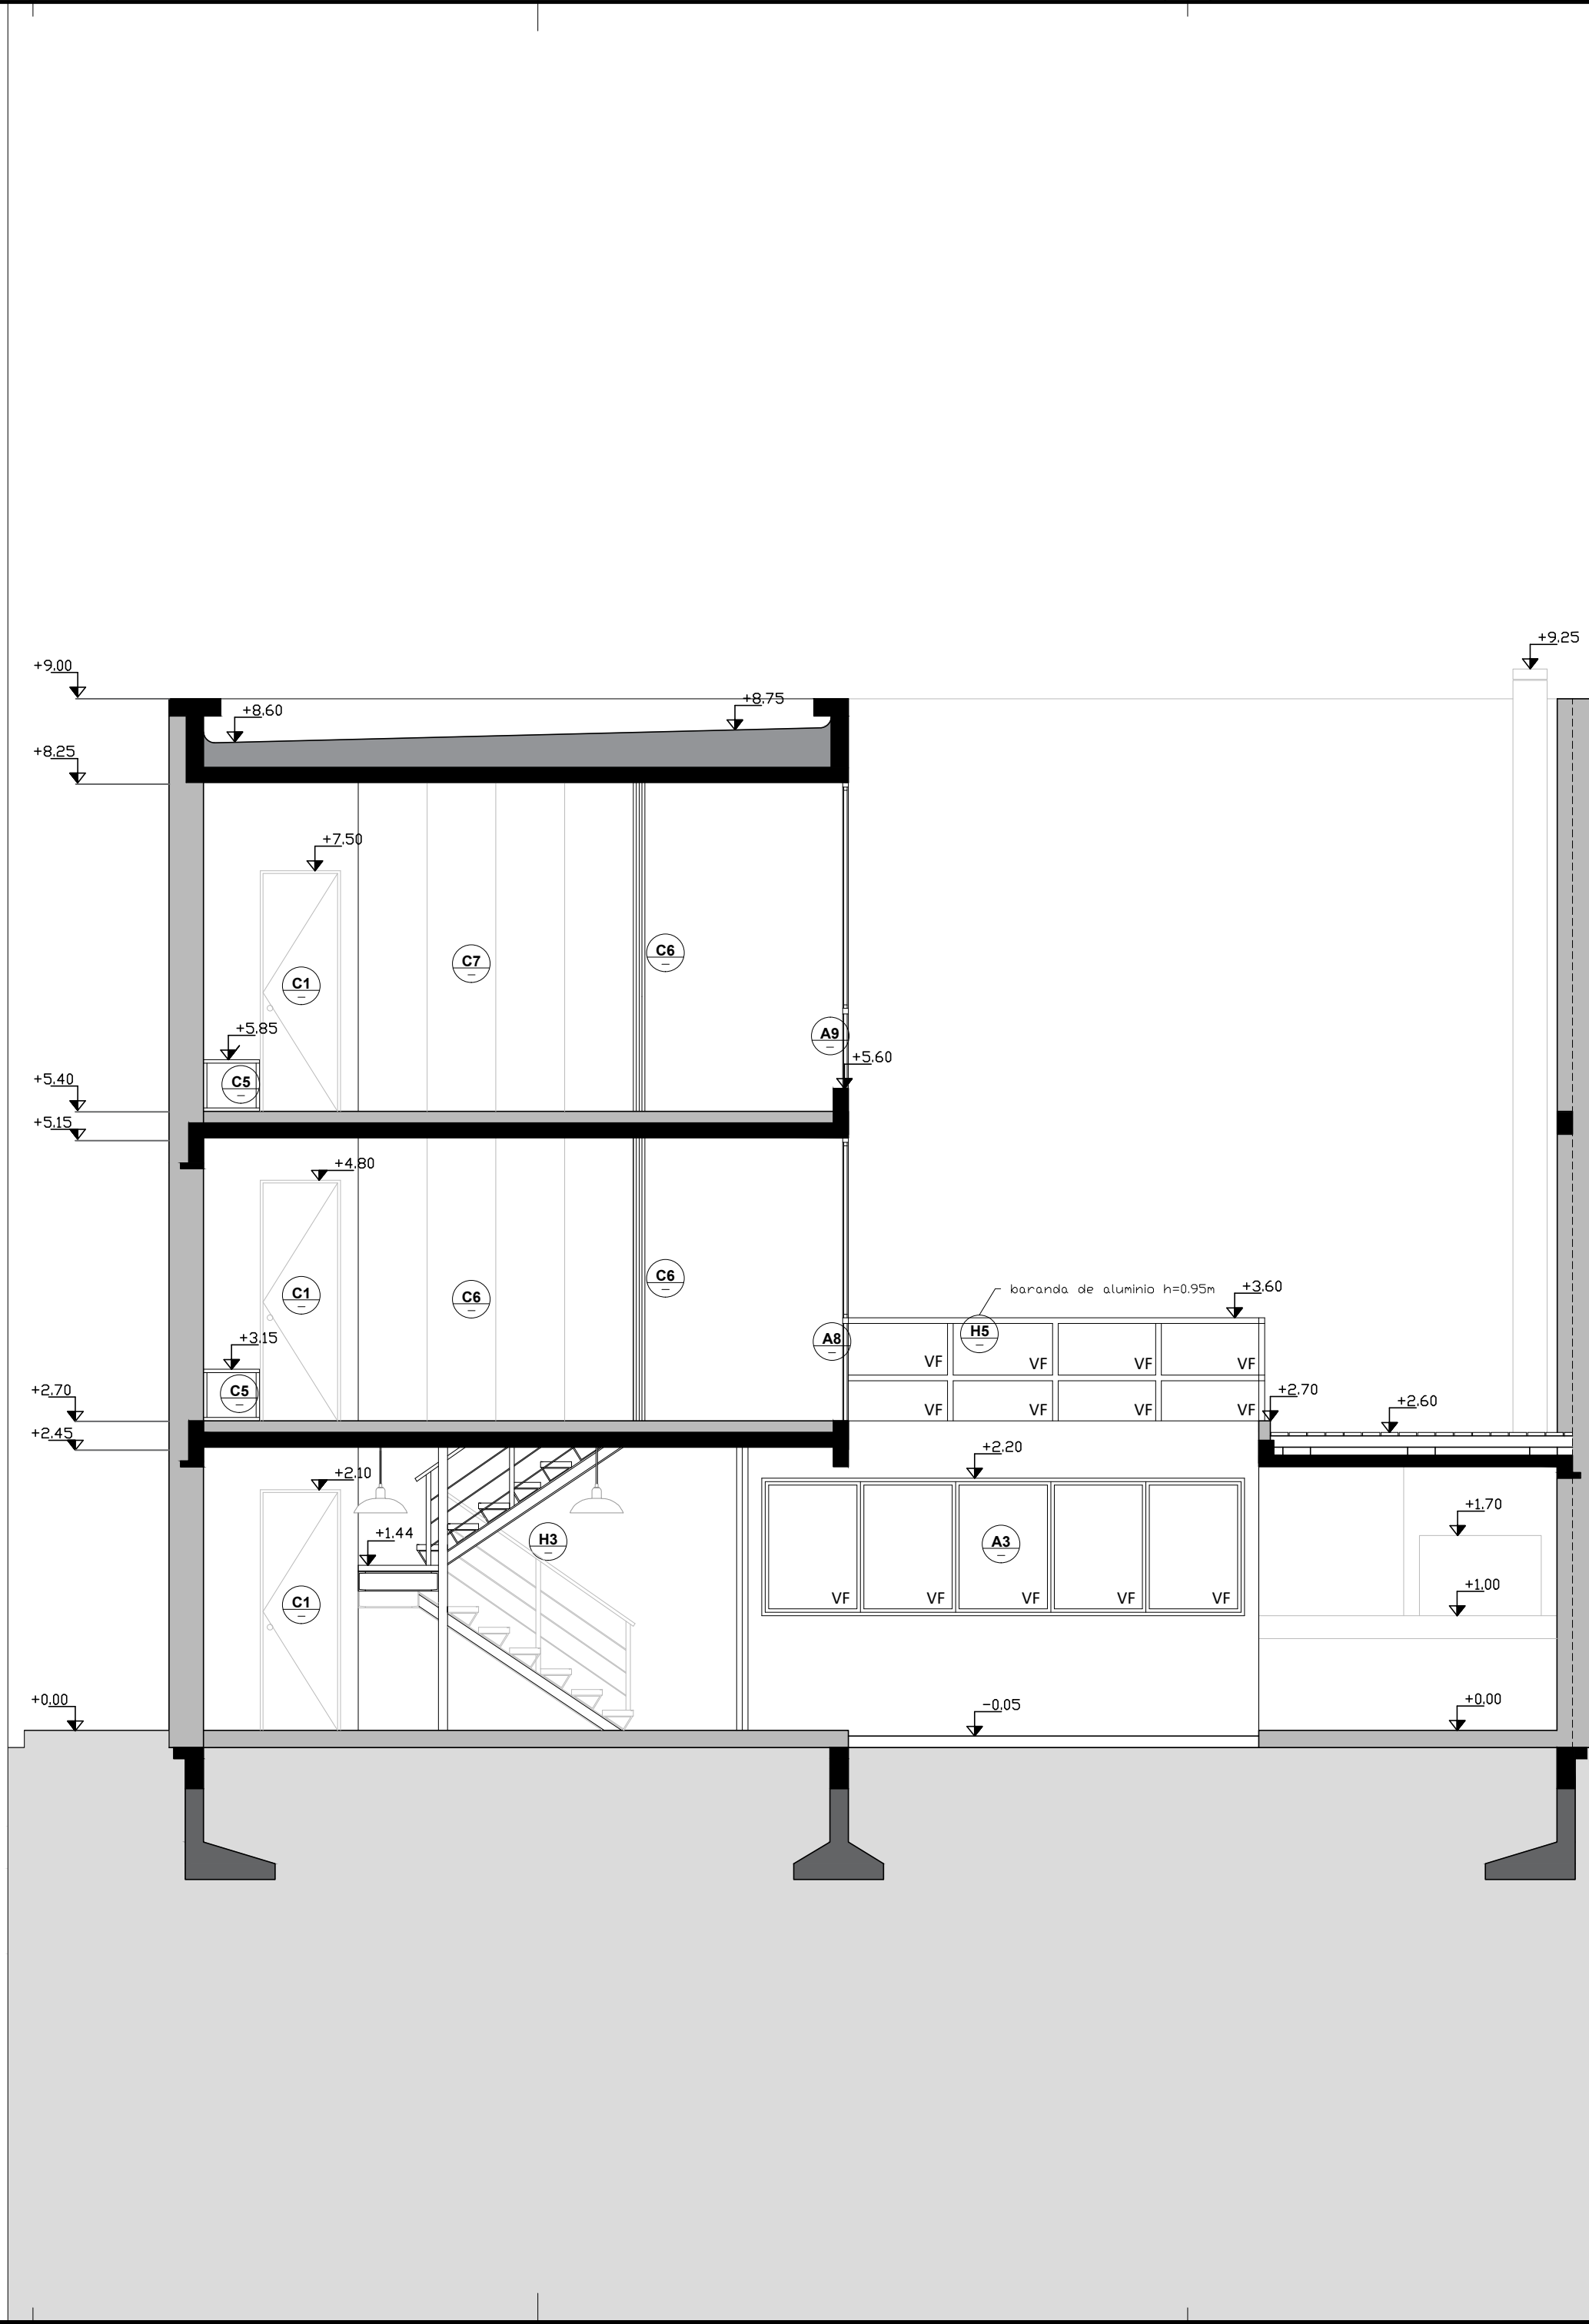 +9.25
+9.00
+8.75
+8.60
+8.25
+7.50
C6
–
C7
–
C1
–
+5.85
A9
–
+5.60
+5.40
C5
–
+5.15
+4.80
C6
–
baranda de aluminio h=0.95m
+3.60
C1
–
C6
–
+3.15
A8
–
H5
–
VF
VF
VF
VF
+2.70
C5
–
+2.70
+2.60
VF
VF
VF
VF
+2.45
+2.20
+2.10
+1.70
+1.44
H3
–
A3
–
+1.00
C1
–
VF
VF
VF
VF
VF
+0.00
-0.05
+0.00